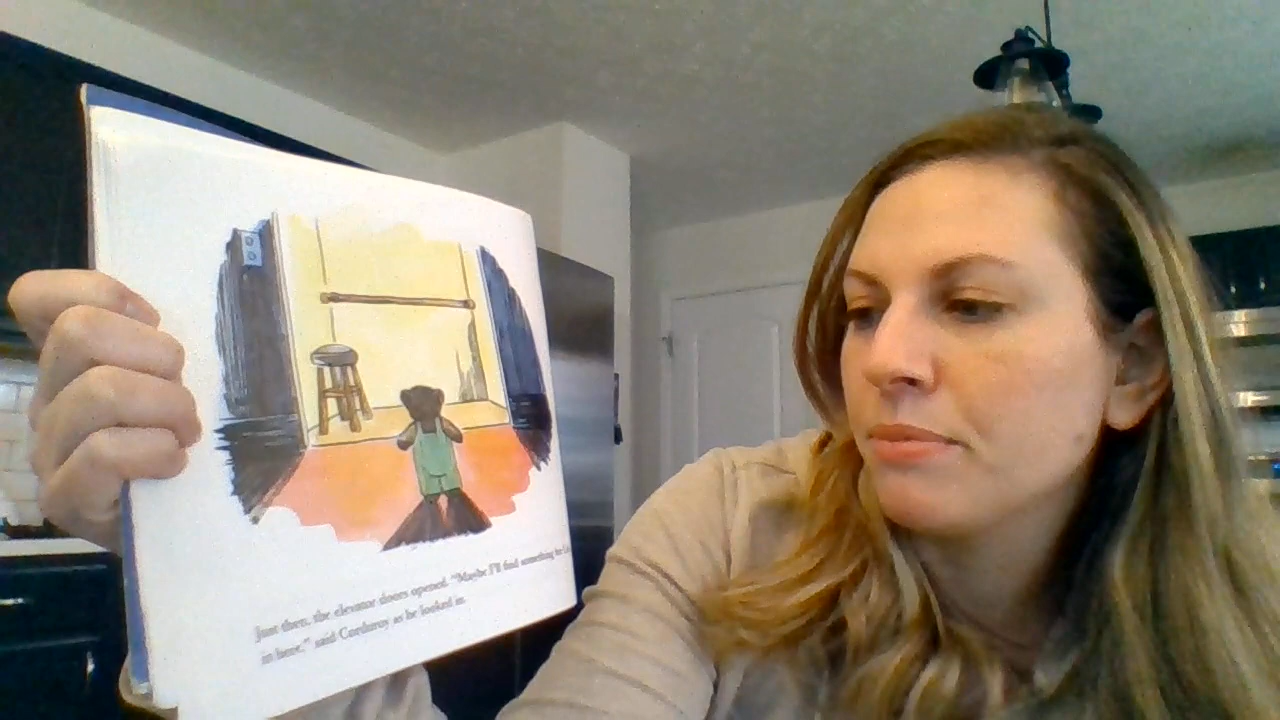 Just then, the elevator doors opened. "Maybe I'll find something for
in here," said Corduroy as he looked in.